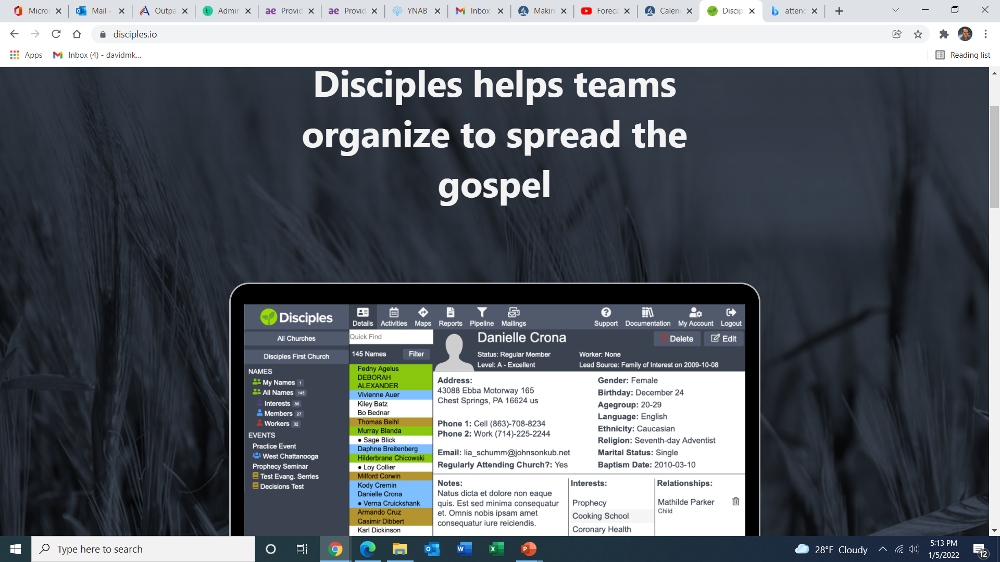 Micros
Mail -
Outpa
Admin
Provid
Provid
YNAB
Inbox
Makin
Foreca
Calend
Discip
attend
disciples.io
Apps
Inbox (4) - davidmk...
Reading list
Disciples helps teams
organize to spread the
gospel
Disciples
Details
Activities
Maps
Reports
Pipeline
Mailings
Support
Documentation
My Account
Logout
All Churches
Disciples First Church
NAMES
My Names 1
All Names 145
Interests 86
Members 27
Workers 32
EVENTS
Practice Event
West Chattanooga
Prophecy Seminar
Test Evang. Serries
Decisions Test
Quick Find
145 Names
Filter
Fedny Agelus
DEBORAH
ALEXANDER
Vivienne Auer
Kiley Batz
Bo Bednar
Thomas Beihl
Murray Blanda
• Sage Blick
Daphne Breitenberg
Hilderbrane Chicowski
• Loy Collier
Milford Corwin
Kody Cremin
Danielle Crona
• Verna Cruickshank
Armando Cruz
Casimir Dibbert
Karl Dickinson
Danielle Crona
Delete
Edit
Status: Regular Member
Worker: None
Level: A - Excellent
Lead Source: Family of Interest on 2009-10-08
Address:
43088 Ebba Motorway 165
Chest Springs, PA 16624 us
Phone 1: Cell (863)-708-8234
Phone 2: Work (714)-225-2244
Email: lia_schumm@johnsonkub.net
Regularly Attending Church?: Yes
Gender: Female
Birthday: December 24
Agegroup: 20-29
Language: English
Ethnicity: Caucasian
Religion: Seventh-day Adventist
Marital Status: Single
Baptism Date: 2010-03-10
Notes:
Natus dicta et dolore non eaque
quis. Est sed minima consequatur
et. Omnis nobis ipsam amet
consequatur iure reiciendis.
Interests:
Prophecy
Cooking School
Coronary Health
Relationships:
Mathilde Parker
Child
Type here to search
28°F Cloudy
5:13 PM
1/5/2022
12